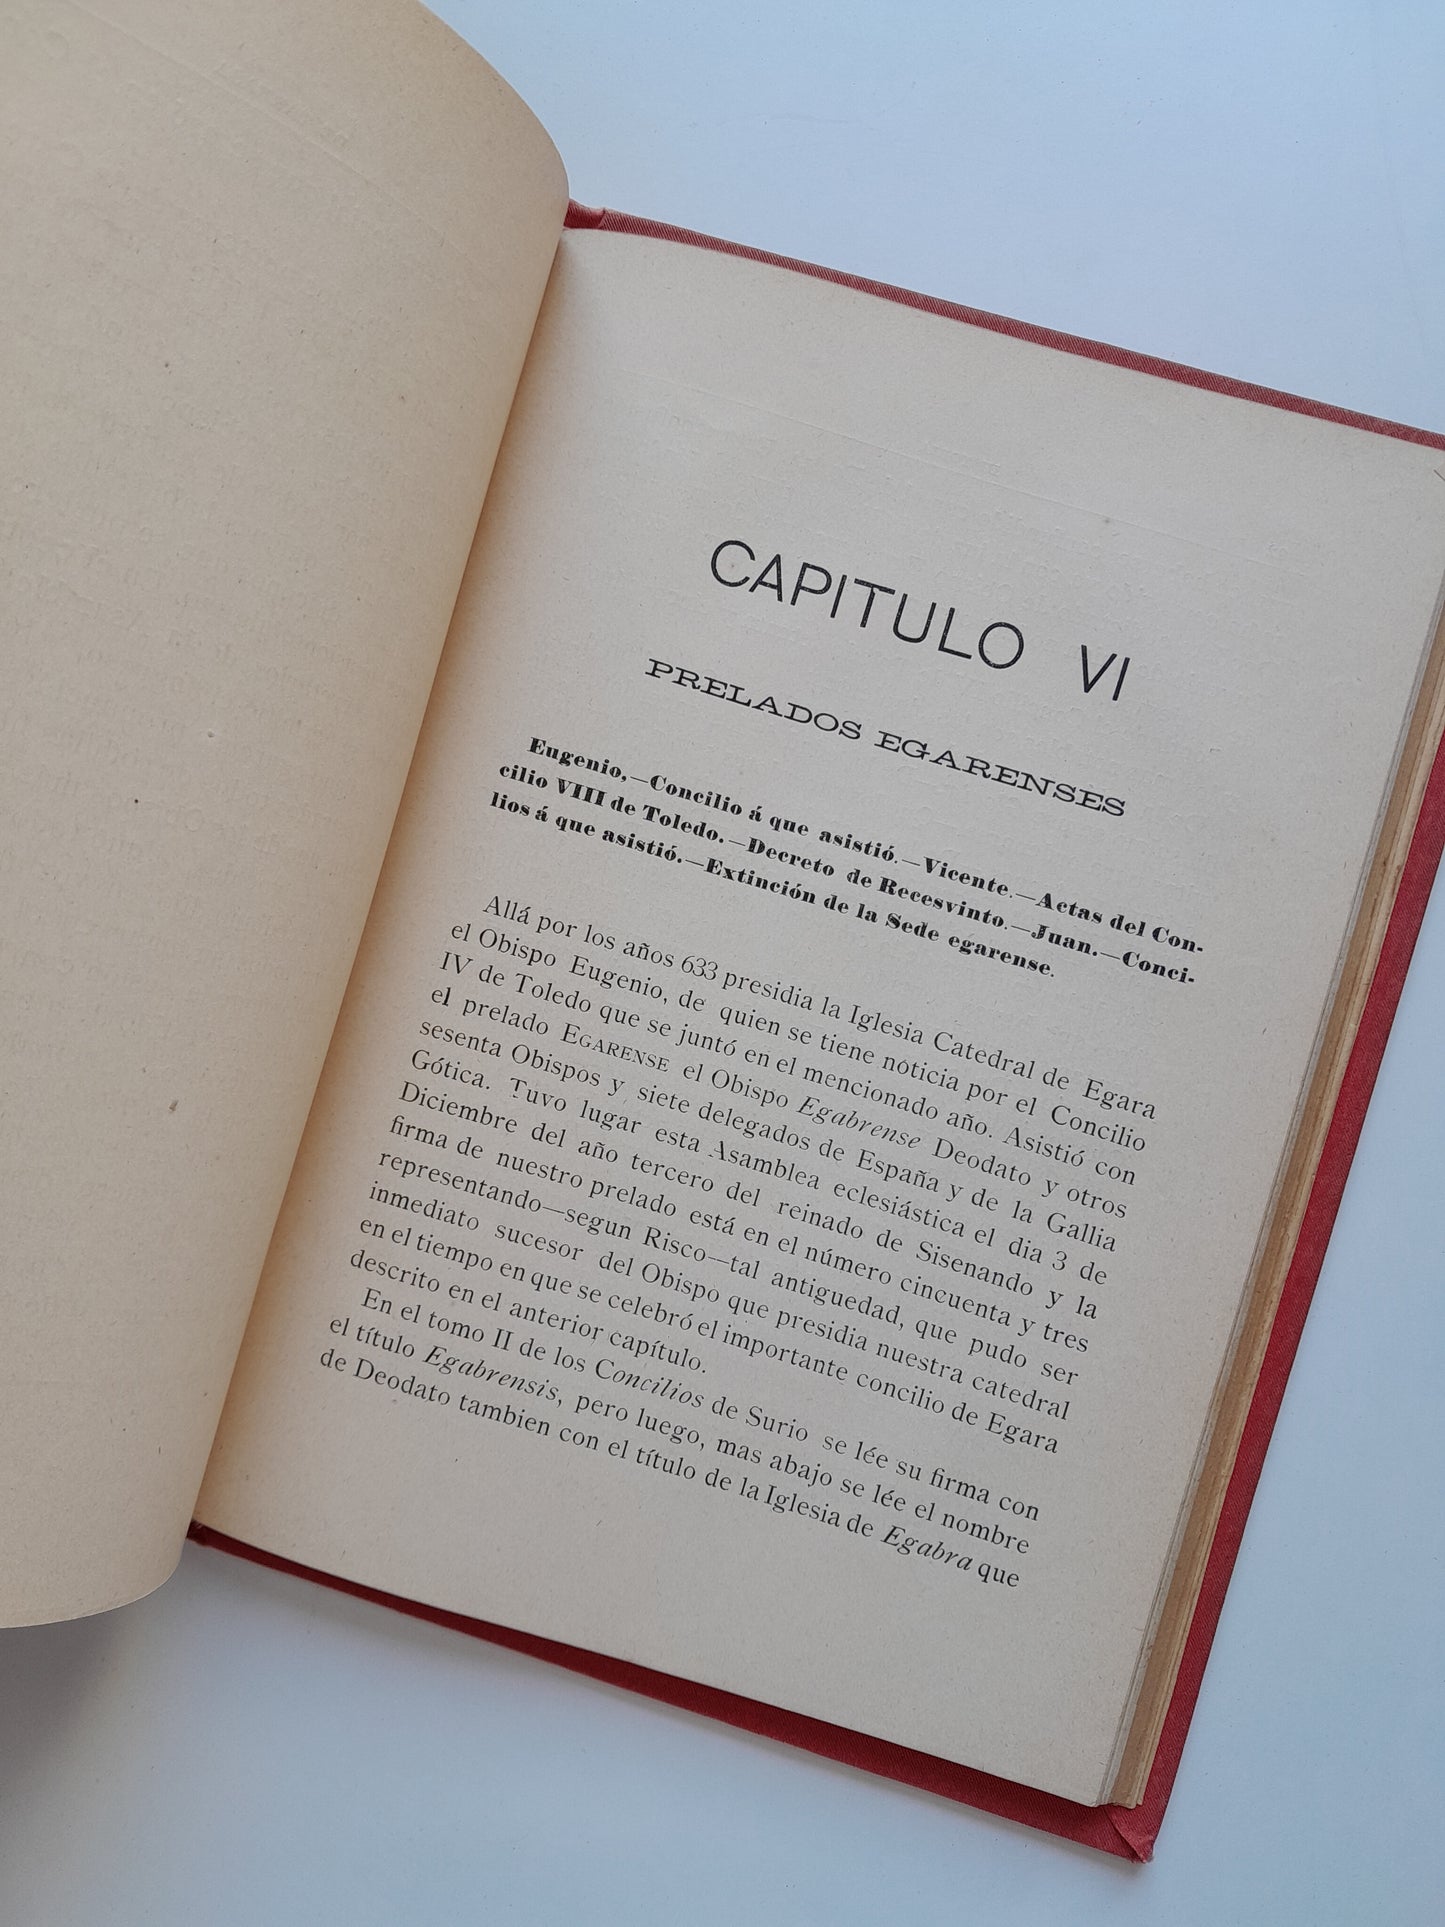 CAPITULO VI
PRELADOS EGARENSES
Eugenio.—Concilio á que asistió.—Vicente.—Actas del Con-
cilio VIII de Toledo.—Decreto de Recesvinto.—Juan.—Conci-
lios á que asistió.—Extinción de la Sede egarense.
Allá por los años 633 presidia la Iglesia Catedral de Egara
el Obispo Eugenio, de quien se tiene noticia por el Concilio
IV de Toledo que se juntó en el mencionado año. Asistió con
el prelado EGARENSE el Obispo Egabrense Deodato y otros
sesenta Obispos y siete delegados de España y de la Gallia
Gótica. Tuvo lugar esta Asamblea eclesiástica el dia 3 de
Diciembre del año tercero del reinado de Sisenando y la
firma de nuestro prelado está en el número cincuenta y tres
representando—segun Risco—tal antiguedad, que pudo ser
inmediato sucesor del Obispo que presidia nuestra catedral
en el tiempo en que se celebró el importante concilio de Egara
descrito en el anterior capítulo.
En el tomo II de los Concilios de Surio se lée su firma con
el título Egabrensis, pero luego, mas abajo se lée el nombre
de Deodato tambien con el título de la Iglesia de Egabra que